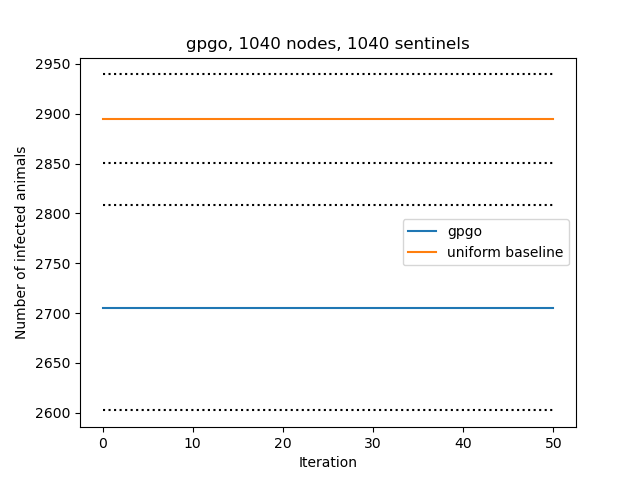 gpgo, 1040 nodes, 1040 sentinels
2950
2900
2850
2800
2750
2700
2650
2600
Number of infected animals
gpgo
uniform baseline
0 10 20 30 40 50
Iteration